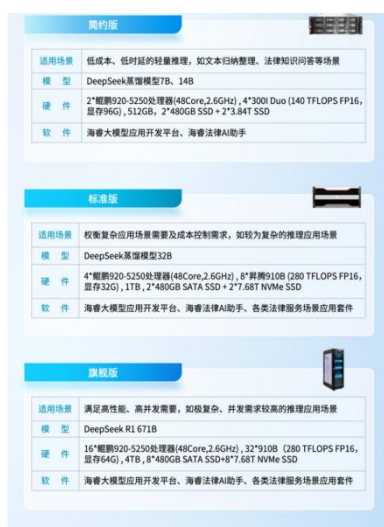 简约版
适用场景 低成本、低时延的轻量推理，如文本归纳整理、法律知识问答等场景
模 型 DeepSeek蒸馏模型7B、14B
硬 件 2*鲲鹏920-5250处理器(48Core,2.6GHz) , 4*300I Duo (140 TFLOPS FP16，
显存96G) , 512GB，2*480GB SSD + 2*3.84T SSD
软 件 海睿大模型应用开发平台、海睿法律AI助手
标准版
适用场景 权衡复杂应用场景需要及成本控制需求，如较为复杂的推理应用场景
模 型 DeepSeek蒸馏模型32B
硬 件 4*鲲鹏920-5250处理器(48Core,2.6GHz) , 8*昇腾910B (280 TFLOPS FP16，
显存32G) , 1TB , 2*480GB SATA SSD + 2*7.68T NVMe SSD
软 件 海睿大模型应用开发平台、海睿法律AI助手、各类法律服务场景应用套件
旗舰版
适用场景 满足高性能、高并发需要，如极复杂、并发需求较高的推理应用场景
模 型 DeepSeek R1 671B
硬 件 16*鲲鹏920-5250处理器(48Core,2.6GHz) , 32*910B（280 TFLOPS FP16，
显存64G) , 4TB , 8*480GB SATA SSD+8*7.68T NVMe SSD
软 件 海睿大模型应用开发平台、海睿法律AI助手、各类法律服务场景应用套件